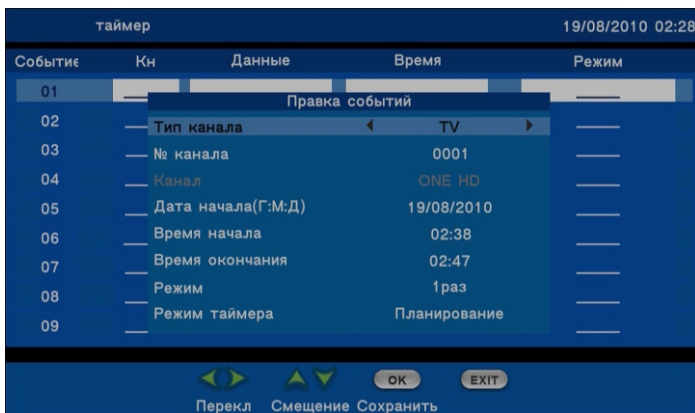 таймер 19/08/2010 02:28
Событие Кн Данные Время Режим
01
Правка событий
02 Тип канала TV
03 № канала 0001
04 Канал ONE HD
05 Дата начала(Г:М:Д) 19/08/2010
06 Время начала 02:38
07 Время окончания 02:47
08 Режим 1раз
09 Режим таймера Планирование
OK EXIT
Перекл Смещение Сохранить